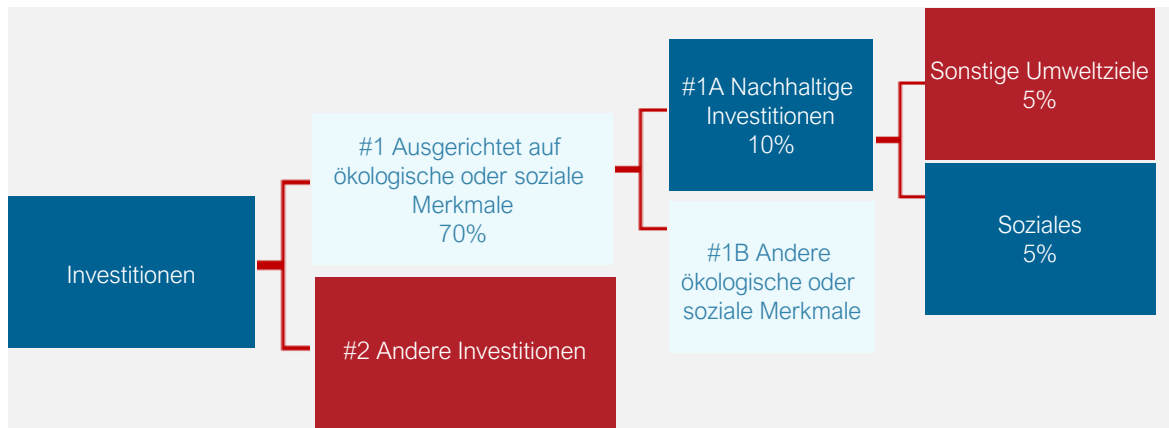 Investitionen
#1 Ausgerichtet auf
ökologische oder soziale
Merkmale
70%
#2 Andere Investitionen
#1A Nachhaltige
Investitionen
10%
#1B Andere
ökologische oder
soziale Merkmale
Sonstige Umweltziele
5%
Soziales
5%